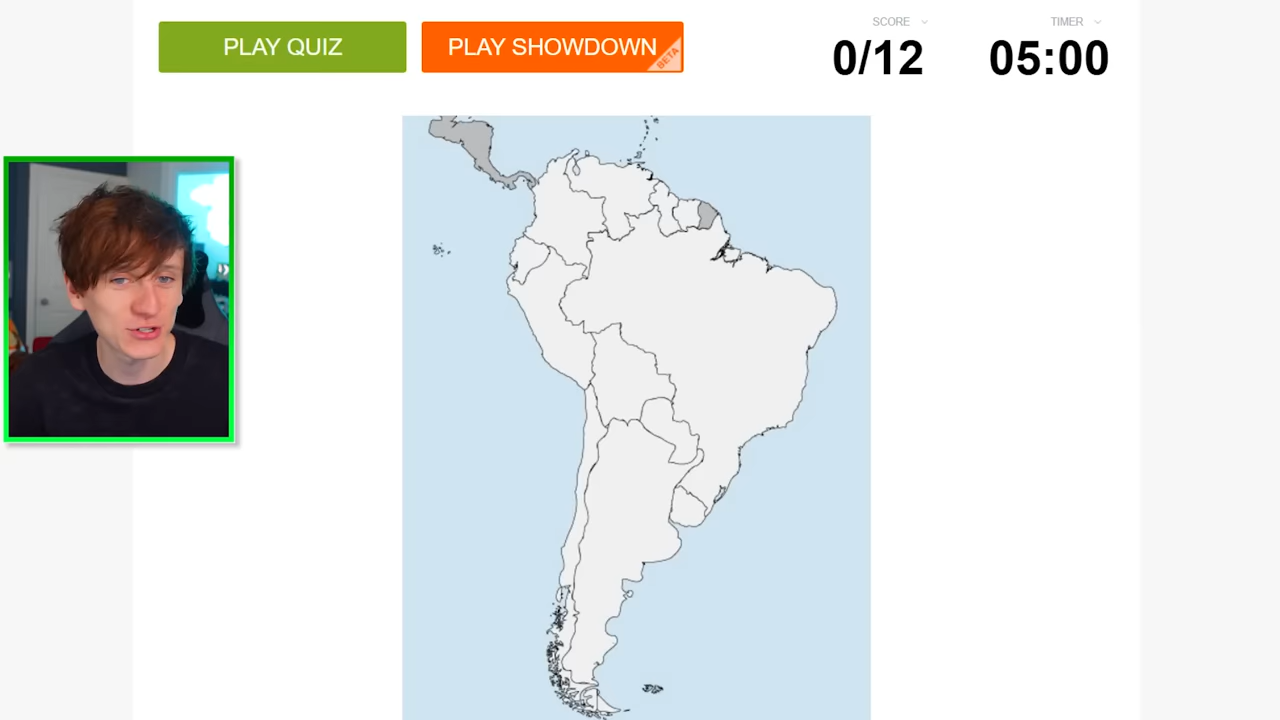 PLAY QUIZ
PLAY SHOWDOWN
BETA
SCORE
0/12
TIMER
05:00